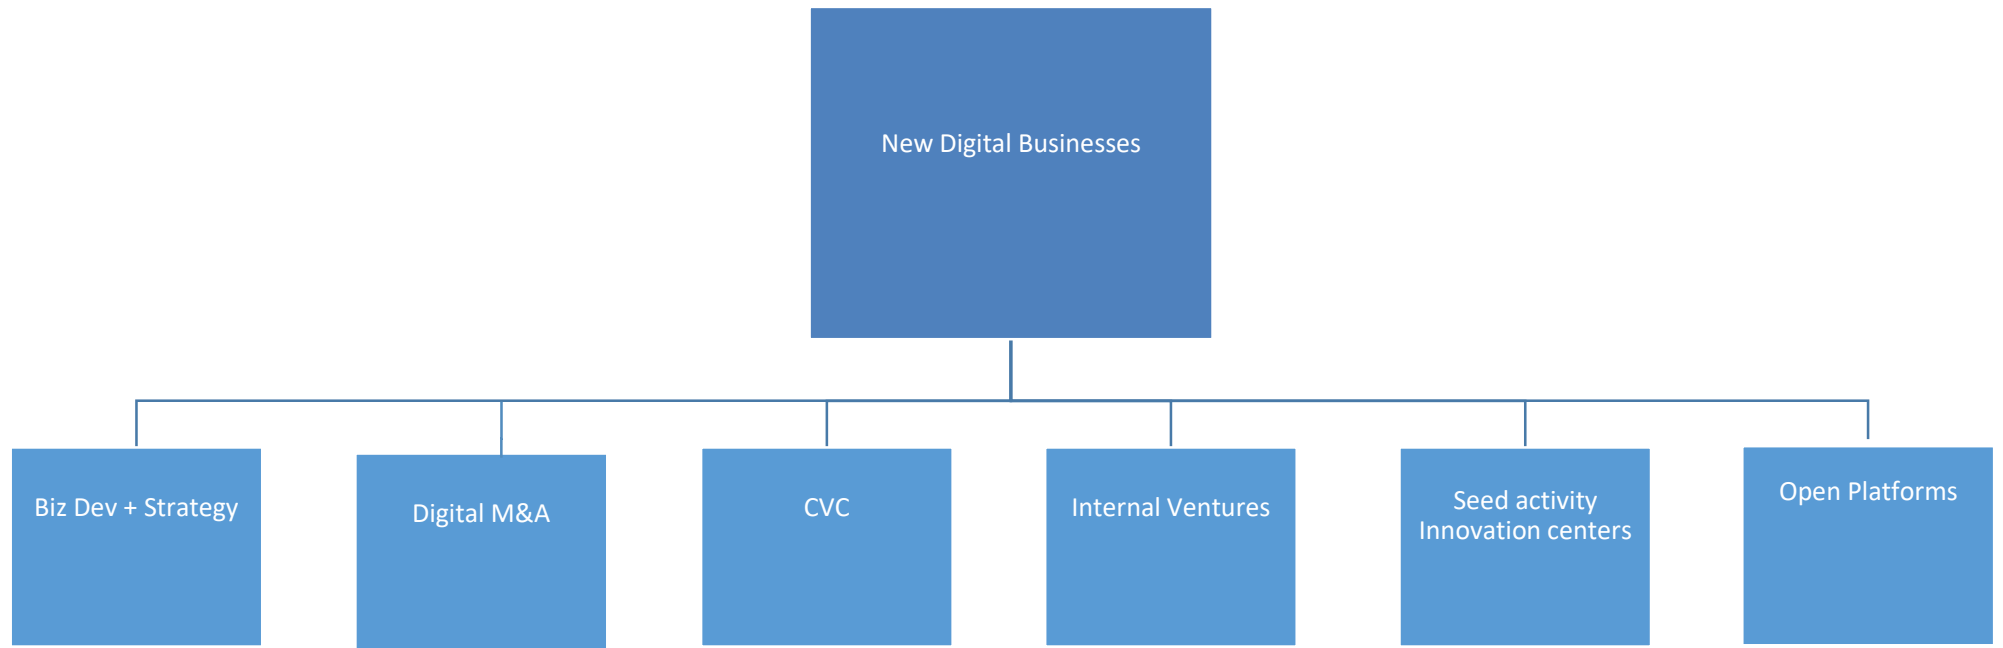 New Digital Businesses
Biz Dev + Strategy
Digital M&A
CVC
Internal Ventures
Seed activity
Innovation centers
Open Platforms